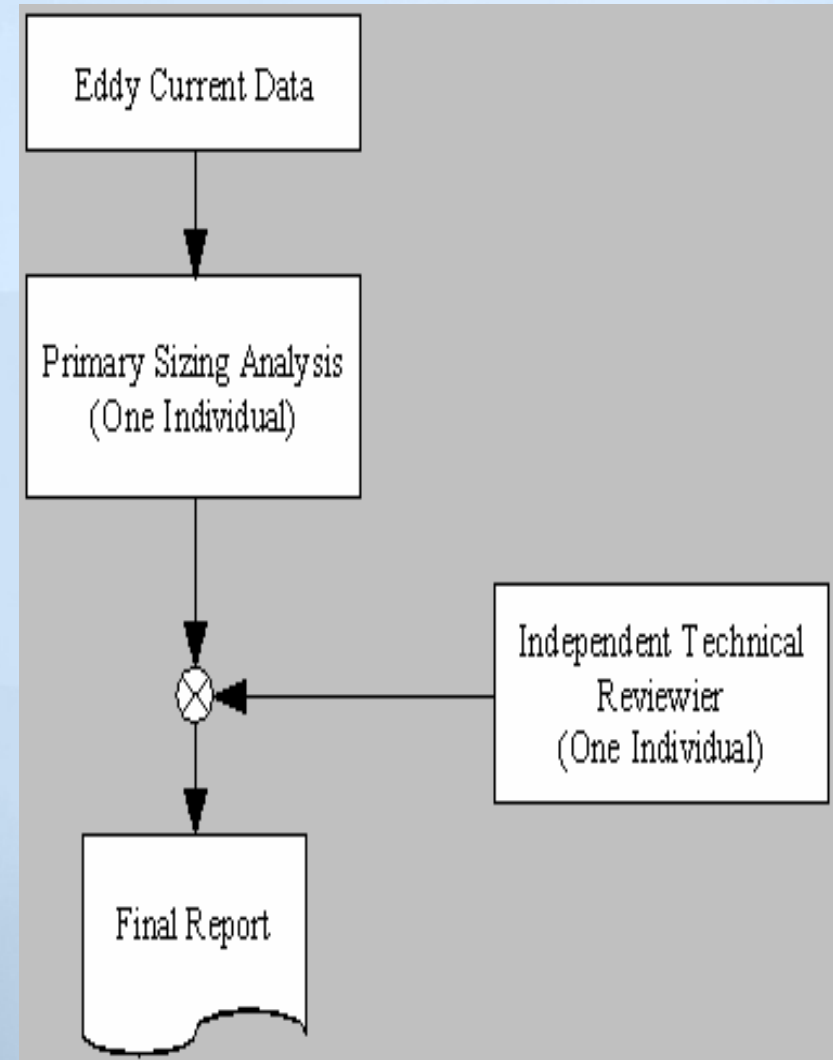 Eddy Current Data
Primary Sizing Analysis
(One Individual)
Independent Technical
Reviewier
(One Individual)
Final Report